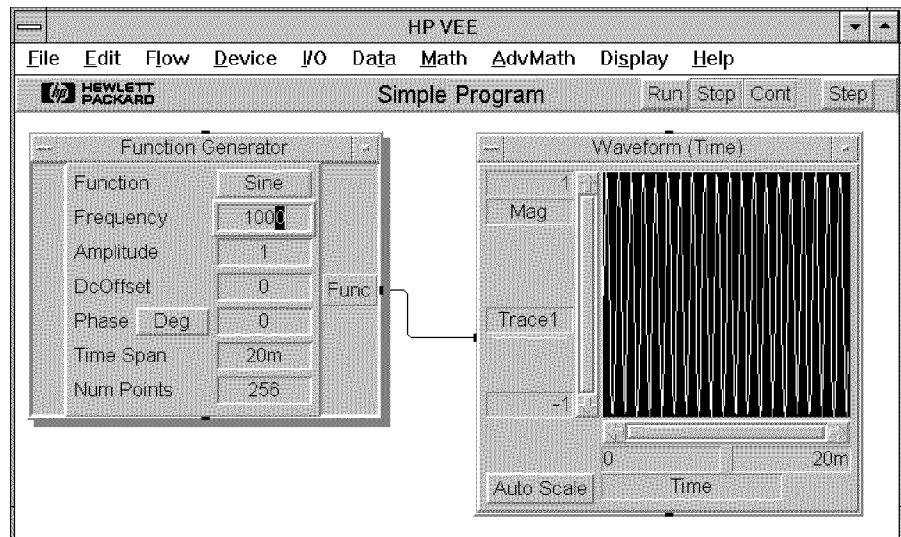 HP VEE
File Edit Flow Device I/O Data Math AdvMath Display Help
hp HEWLETT PACKARD Simple Program Run Stop Cont Step
Function Generator
Function Sine
Frequency 1000
Amplitude 1
DcOffset 0
Phase Deg 0
Time Span 20m
Num Points 256
Func
Waveform (Time)
1
Mag
Trace1
-1
0 20m
Auto Scale Time